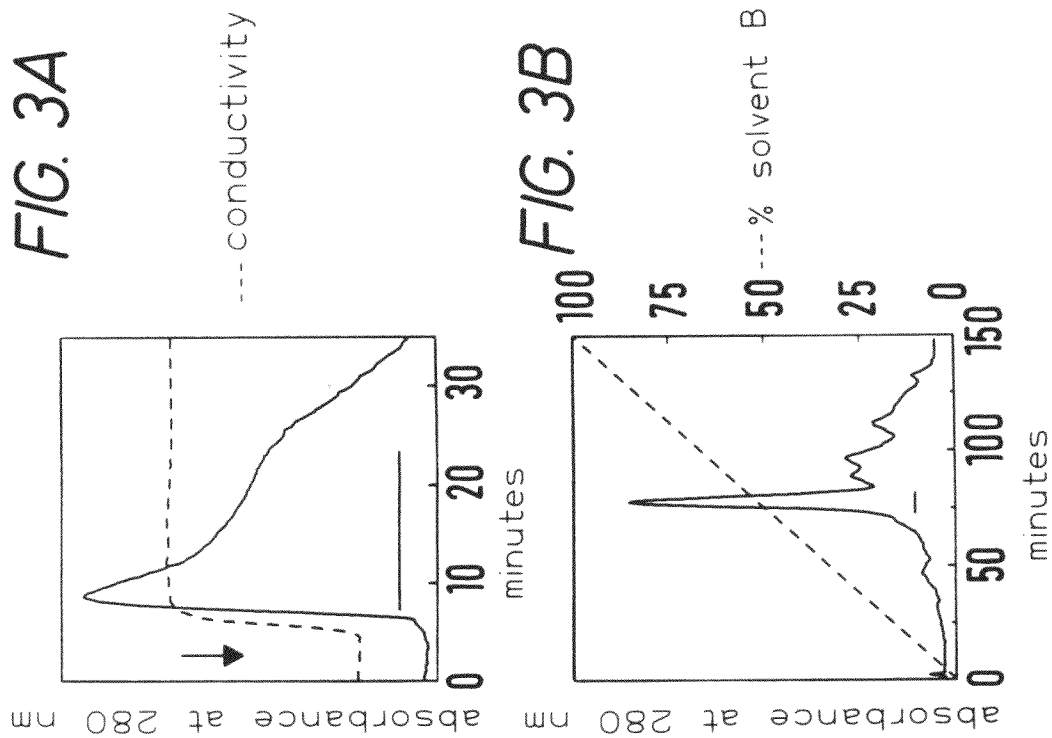 FIG. 3A
absorbance at 280 nm
0 10 20 30
minutes
---conductivity
FIG. 3B
absorbance at 280 nm
100
75
50
25
0
0 50 100 150
minutes
---% solvent B